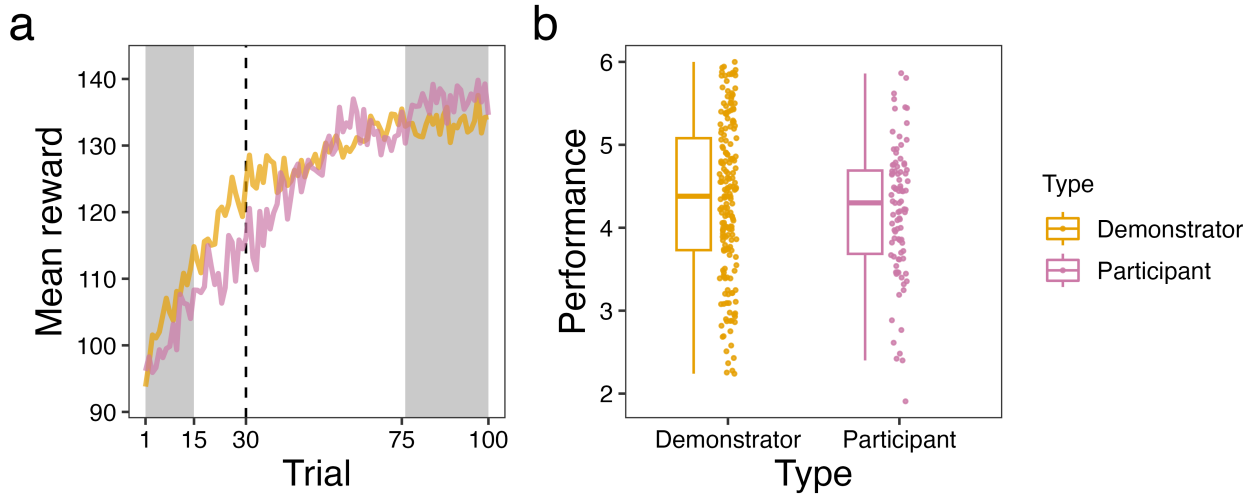 a
Mean reward
140
130
120
110
100
90
1 15 30 75 100
Trial
b
Performance
6
5
4
3
2
Demonstrator Participant
Type
Type
Demonstrator
Participant